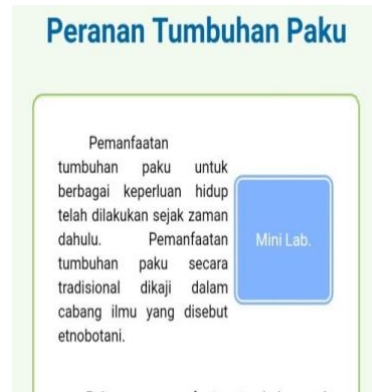 Peranan Tumbuhan Paku
Pemanfaatan
tumbuhan paku untuk
berbagai keperluan hidup
telah dilakukan sejak zaman
dahulu. Pemanfaatan
tumbuhan paku secara
tradisional dikaji dalam
cabang ilmu yang disebut
etnobotani.
Mini Lab.